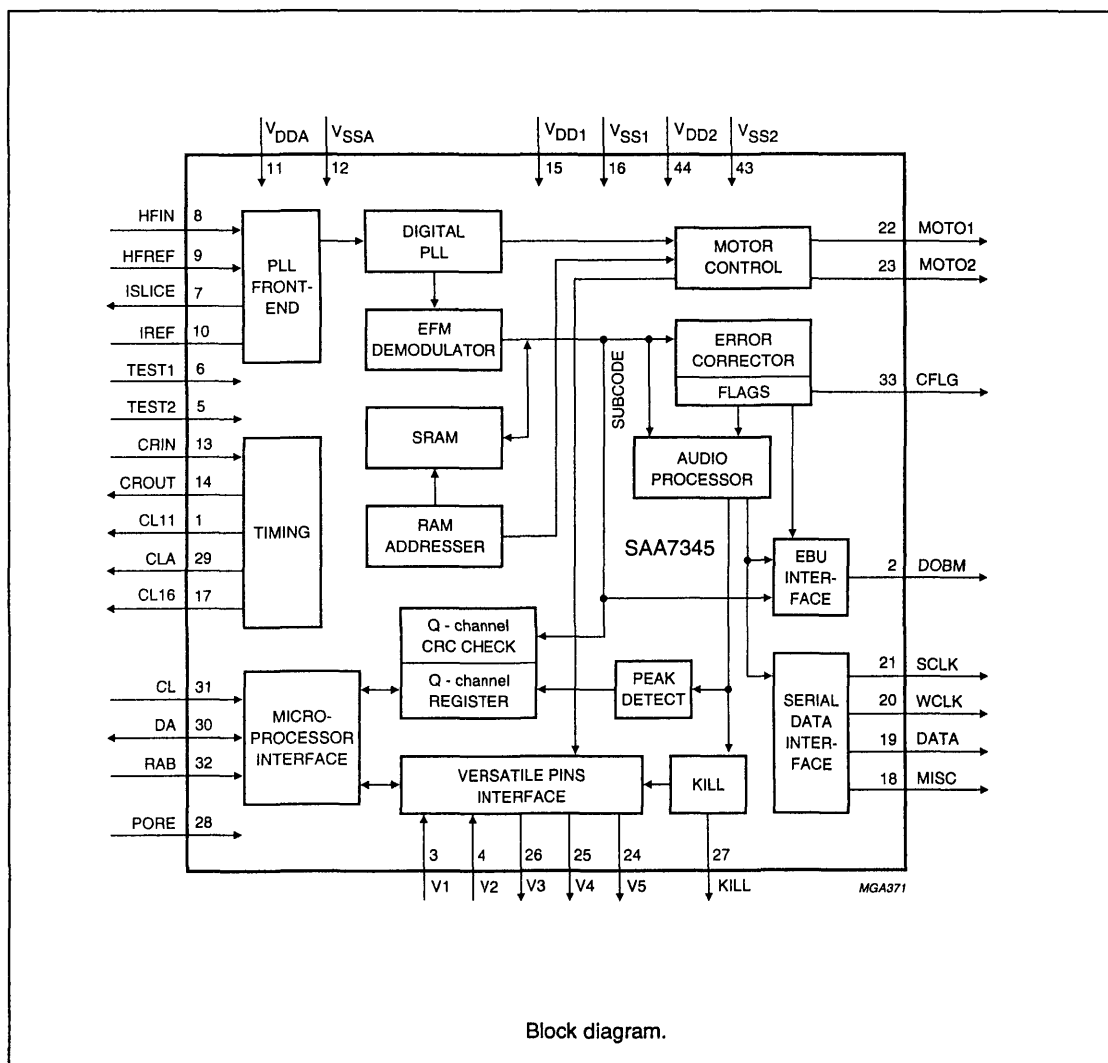 VDDA
VSSA
VDD1
VSS1
VDD2
VSS2
11
12
15
16
44
43
HFIN 8
HFREF 9
ISLICE 7
IREF 10
TEST1 6
TEST2 5
CRIN 13
CROUT 14
CL11 1
CLA 29
CL16 17
CL 31
DA 30
RAB 32
PORE 28
PLL
FRONT-
END
DIGITAL
PLL
EFM
DEMODULATOR
SRAM
RAM
ADDRESSER
TIMING
MICRO-
PROCESSOR
INTERFACE
Q - channel
CRC CHECK
Q - channel
REGISTER
VERSATILE PINS
INTERFACE
SUBCODE
MOTOR
CONTROL
ERROR
CORRECTOR
FLAGS
AUDIO
PROCESSOR
SAA7345
EBU
INTER-
FACE
PEAK
DETECT
KILL
SERIAL
DATA
INTER-
FACE
22 MOTO1
23 MOTO2
33 CFLG
2 DOBM
21 SCLK
20 WCLK
19 DATA
18 MISC
3
4
26
25
24
27
V1
V2
V3
V4
V5
KILL
MGA371
Block diagram.